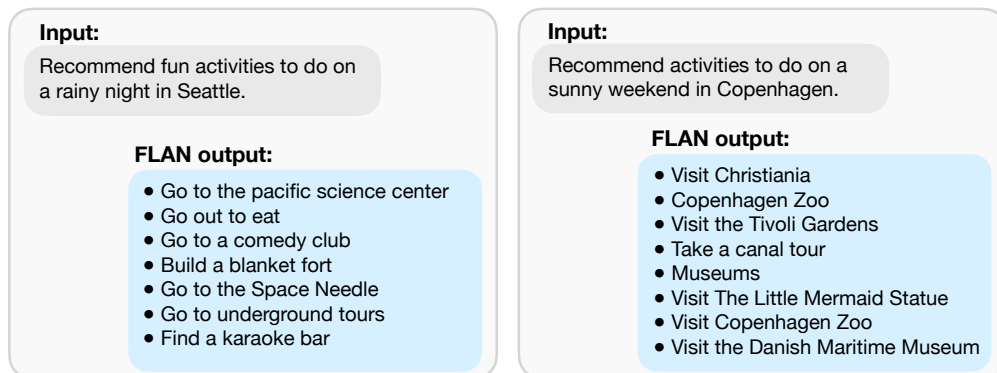 Input:
Recommend fun activities to do on
a rainy night in Seattle.
FLAN output:
• Go to the pacific science center
• Go out to eat
• Go to a comedy club
• Build a blanket fort
• Go to the Space Needle
• Go to underground tours
• Find a karaoke bar
Input:
Recommend activities to do on a
sunny weekend in Copenhagen.
FLAN output:
• Visit Christiania
• Copenhagen Zoo
• Visit the Tivoli Gardens
• Take a canal tour
• Museums
• Visit The Little Mermaid Statue
• Visit Copenhagen Zoo
• Visit the Danish Maritime Museum